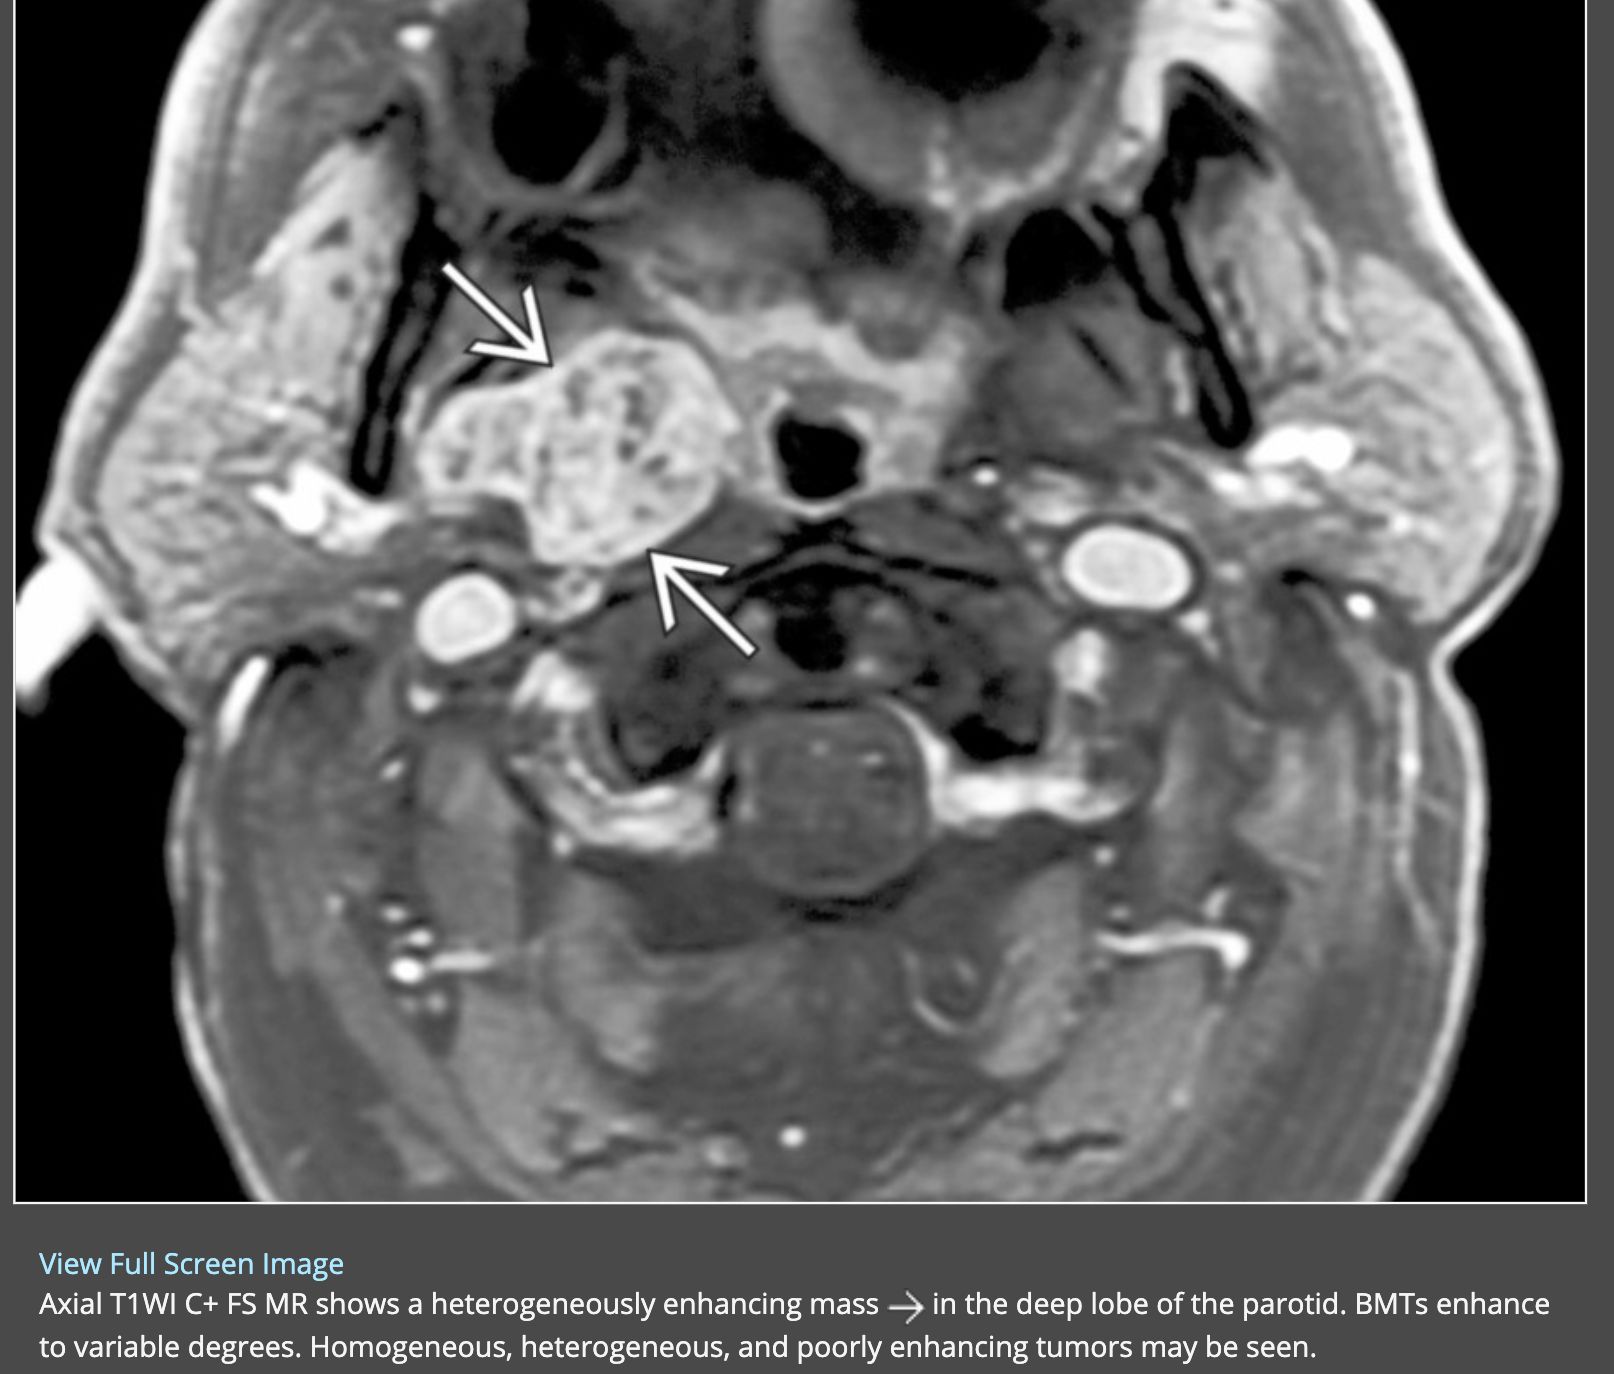 View Full Screen Image
Axial T1WI C+ FS MR shows a heterogeneously enhancing mass → in the deep lobe of the parotid. BMTs enhance
to variable degrees. Homogeneous, heterogeneous, and poorly enhancing tumors may be seen.